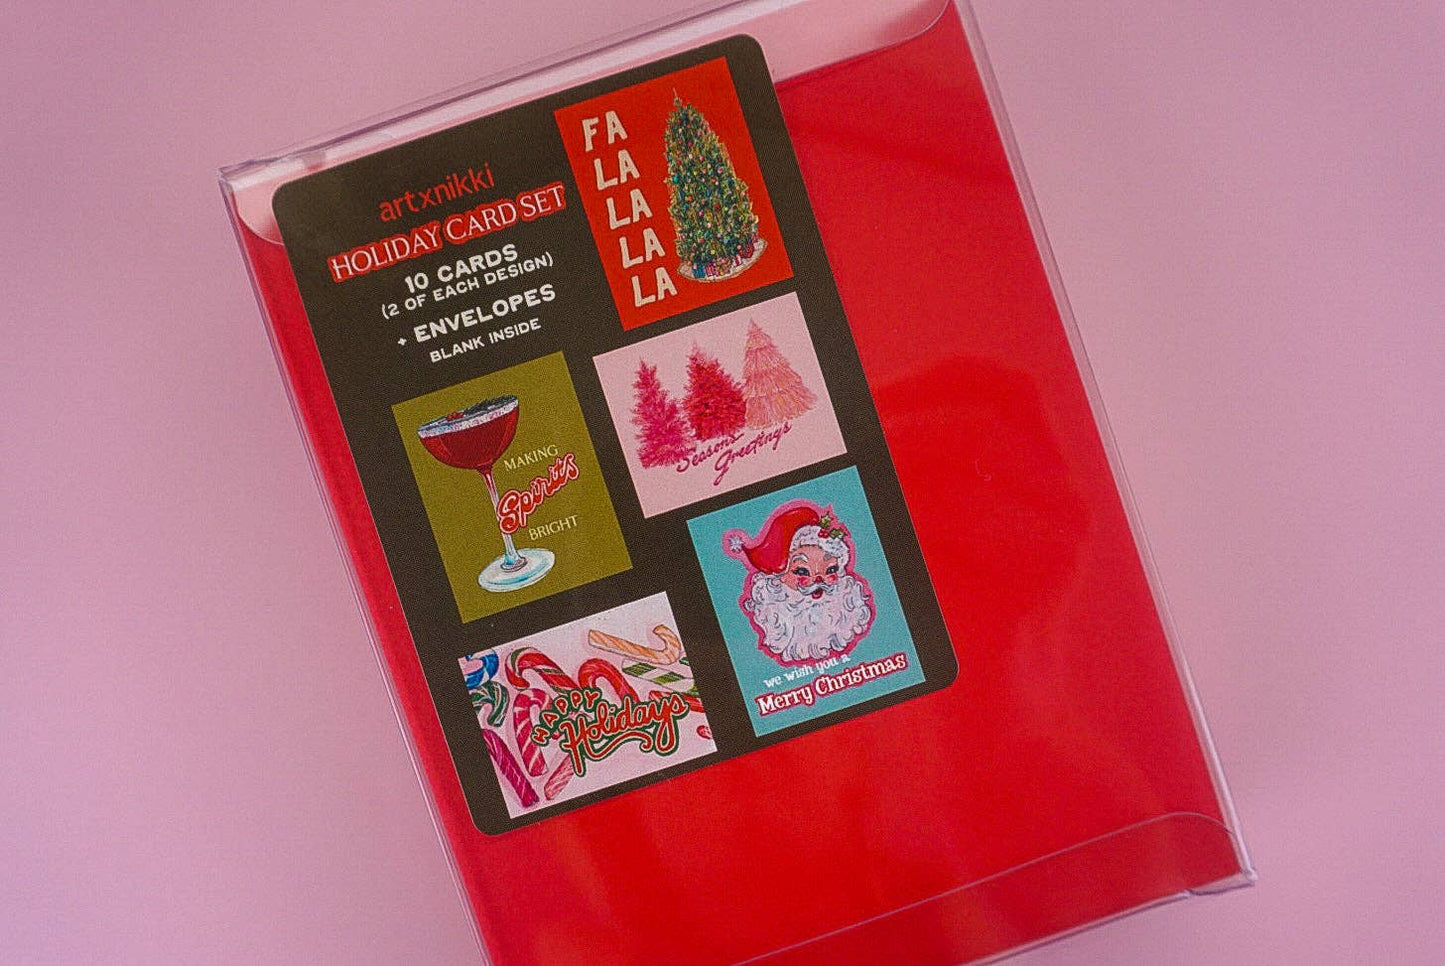 artxnikki
HOLIDAY CARD SET
10 CARDS
(2 OF EACH DESIGN)
+ ENVELOPES
BLANK INSIDE
FA
LA
LA
LA
LA
Seasons
Greetings
MAKING
Spirits
BRIGHT
we wish you a
Merry Christmas
HAPPY
Holidays